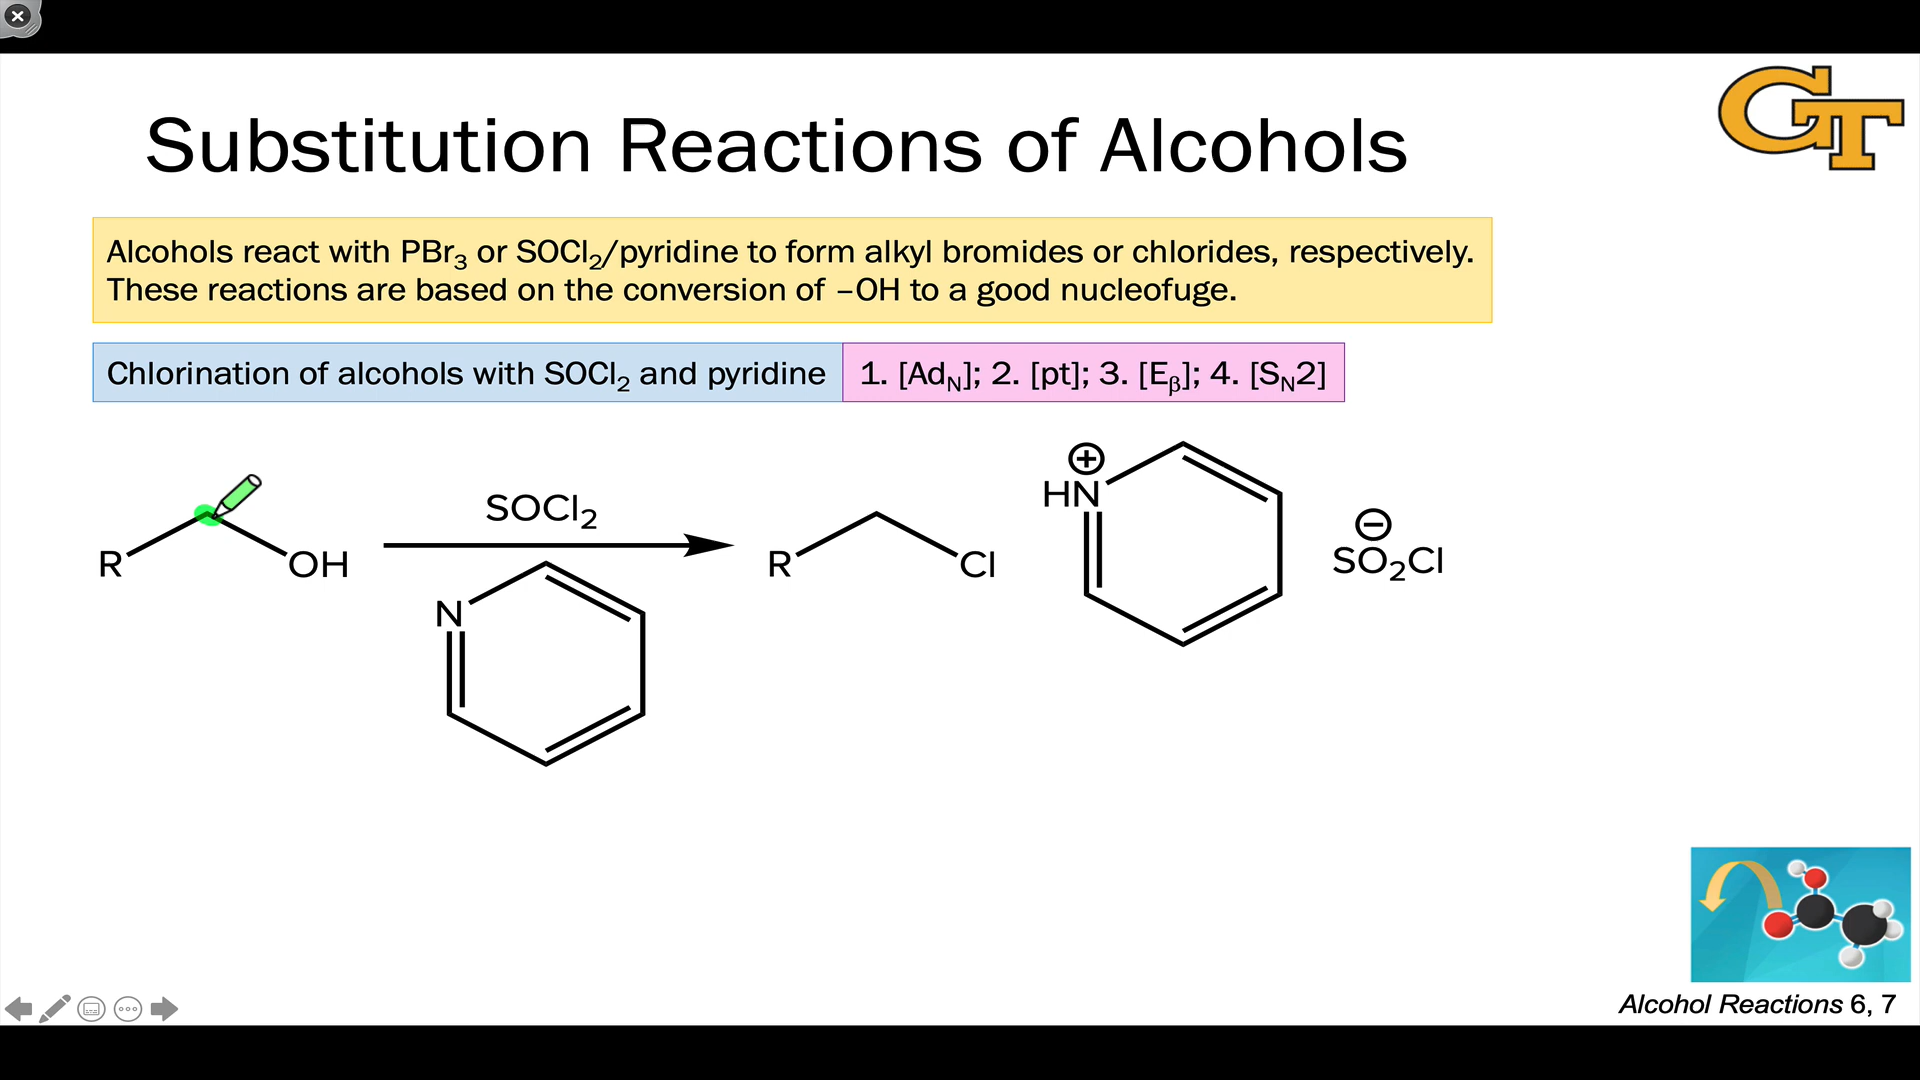 GT
Substitution Reactions of Alcohols
Alcohols react with PBr₃ or SOCl₂/pyridine to form alkyl bromides or chlorides, respectively.
These reactions are based on the conversion of –OH to a good nucleofuge.
Chlorination of alcohols with SOCl₂ and pyridine 1. [Adₙ]; 2. [pt]; 3. [Eᵦ]; 4. [Sₙ2]
R OH
SOCl₂
N
R Cl
HN ⊕
⊖
SO₂Cl
Alcohol Reactions 6, 7